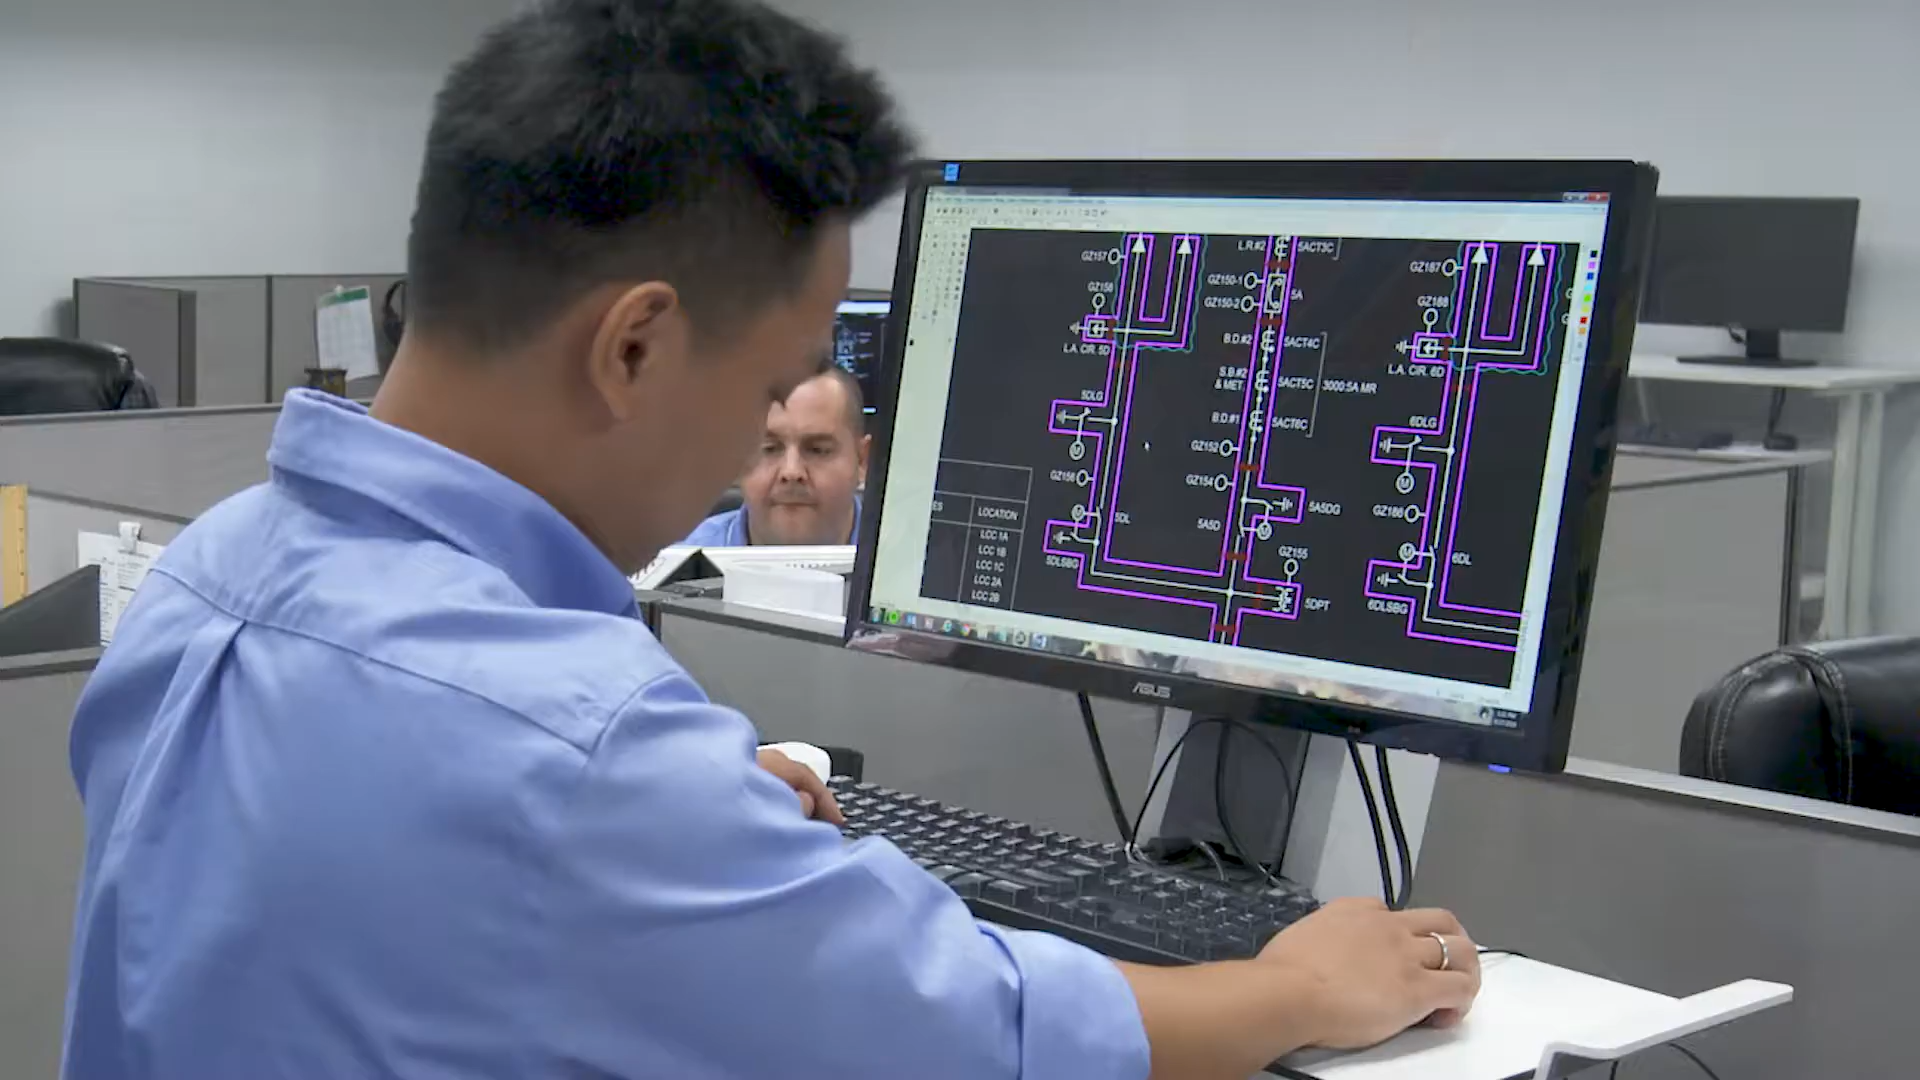 L.R.#2
5ACT3C
GZ157
GZ187
GZ150-1
5A
GZ158
GZ150-2
GZ188
B.D.#2
5ACT4C
L.A. CIR. 5D
L.A. CIR. 6D
S.B.#2
& MET.
5ACT5C
3000:5A MR
5DLG
B.D.#1
5ACT6C
6DLG
GZ152
GZ156
GZ154
5A5DG
GZ186
ES
LOCATION
5DL
5A5D
LCC 1A
GZ155
6DL
LCC 1B
5DLSBG
LCC 1C
LCC 2A
5DPT
6DLSBG
LCC 2B
ASUS